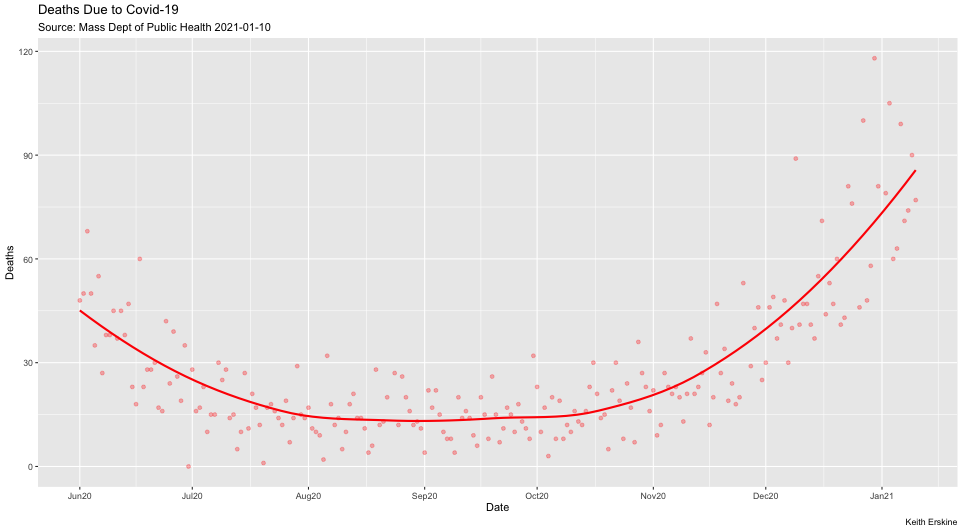 Deaths Due to Covid-19
Source: Mass Dept of Public Health 2021-01-10
120
90
60
30
0
Deaths
Jun20 Jul20 Aug20 Sep20 Oct20 Nov20 Dec20 Jan21
Date
Keith Erskine